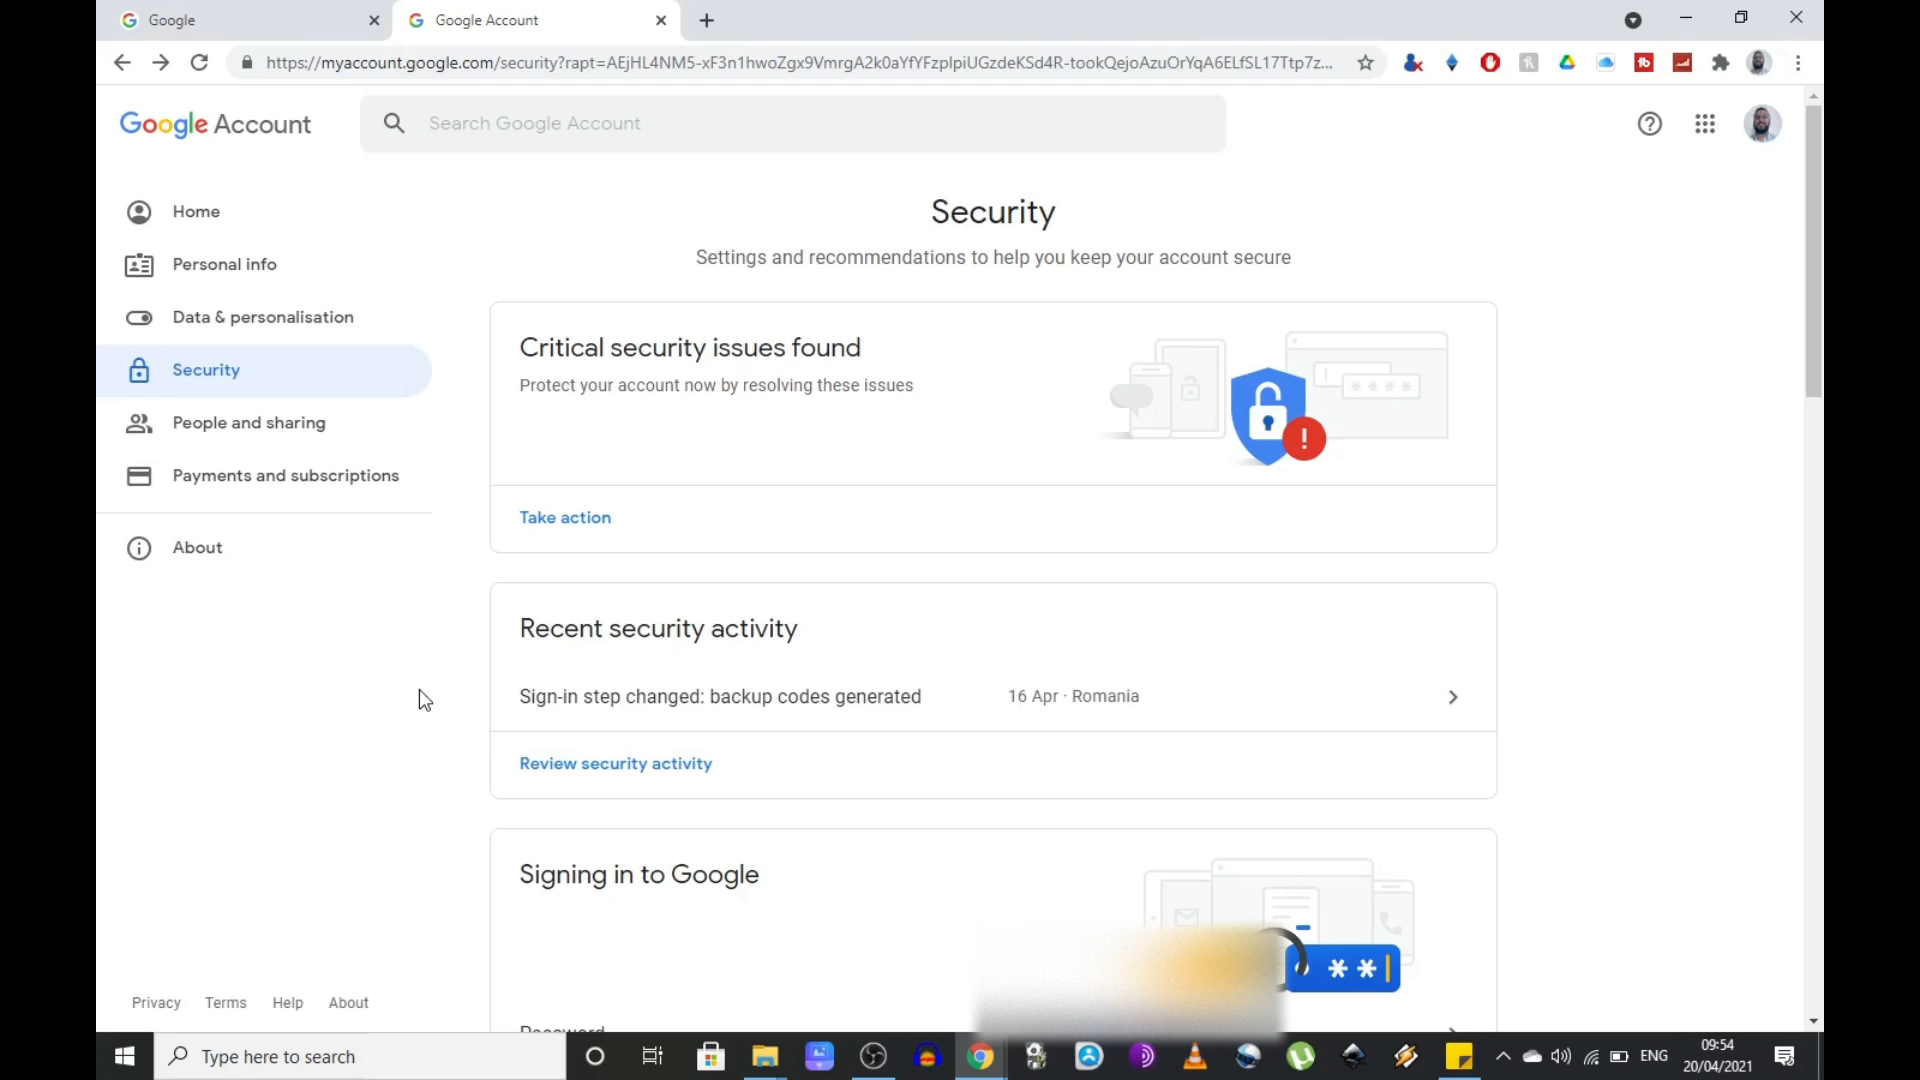 Google
Google Account
https://myaccount.google.com/security?rapt=AEjHL4NM5-xF3n1hwoZgx9VmrgA2k0aYfYFzpIpiUGzdeKSd4R-tookQejoAzuOrYqA6ELfSL17Ttp7z...
Google Account
Search Google Account
Home
Personal info
Data & personalisation
Security
People and sharing
Payments and subscriptions
About
Security
Settings and recommendations to help you keep your account secure
Critical security issues found
Protect your account now by resolving these issues
Take action
Recent security activity
Sign-in step changed: backup codes generated
16 Apr · Romania
Review security activity
Signing in to Google
Password
Privacy
Terms
Help
About
Type here to search
ENG
09:54
20/04/2021